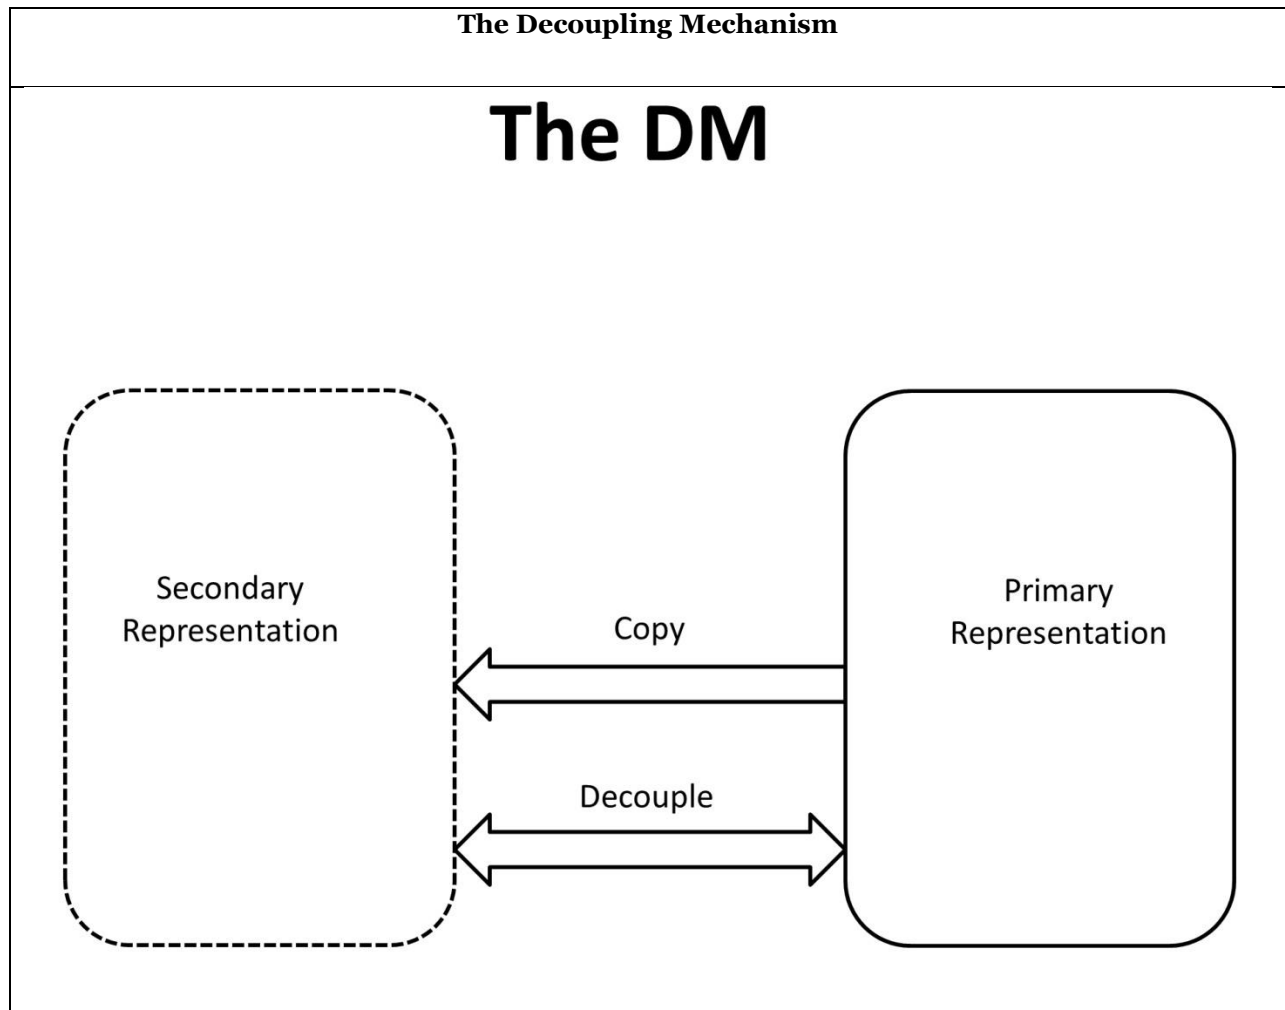 The Decoupling Mechanism
The DM
Secondary
Representation
Copy
Decouple
Primary
Representation